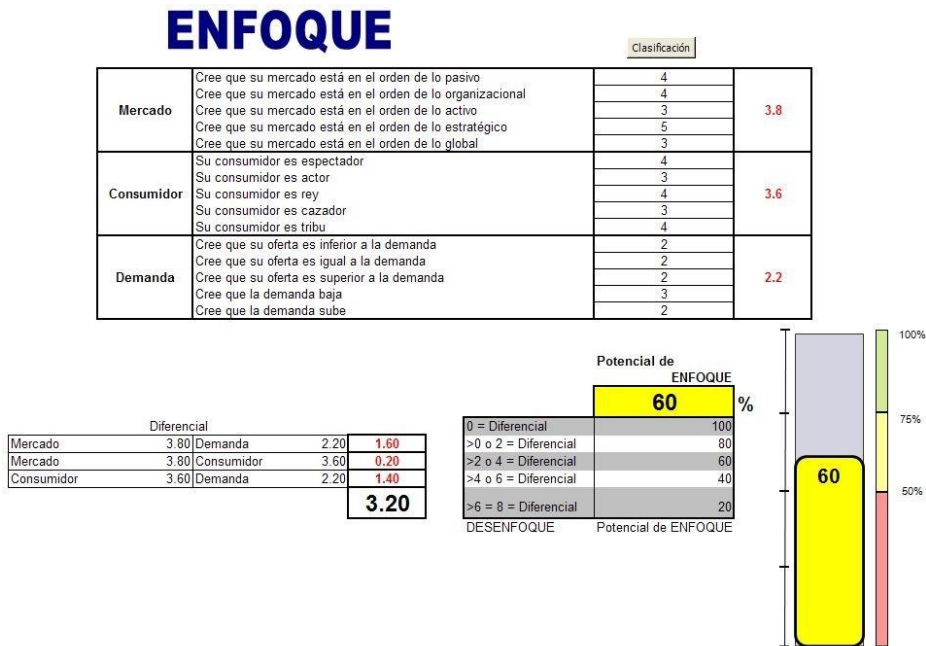 ENFOQUE
Clasificación
Mercado
Cree que su mercado está en el orden de lo pasivo 4
Cree que su mercado está en el orden de lo organizacional 4
Cree que su mercado está en el orden de lo activo 3
Cree que su mercado está en el orden de lo estratégico 5
Cree que su mercado está en el orden de lo global 3
3.8
Consumidor
Su consumidor es espectador 4
Su consumidor es actor 3
Su consumidor es rey 4
Su consumidor es cazador 3
Su consumidor es tribu 4
3.6
Demanda
Cree que su oferta es inferior a la demanda 2
Cree que su oferta es igual a la demanda 2
Cree que su oferta es superior a la demanda 2
Cree que la demanda baja 3
Cree que la demanda sube 2
2.2
Diferencial
Mercado 3.80 Demanda 2.20 1.60
Mercado 3.80 Consumidor 3.60 0.20
Consumidor 3.60 Demanda 2.20 1.40
3.20
Potencial de
ENFOQUE
60 %
0 = Diferencial 100
>0 o 2 = Diferencial 80
>2 o 4 = Diferencial 60
>4 o 6 = Diferencial 40
>6 = 8 = Diferencial 20
DESENFOQUE Potencial de ENFOQUE
100%
75%
60
50%